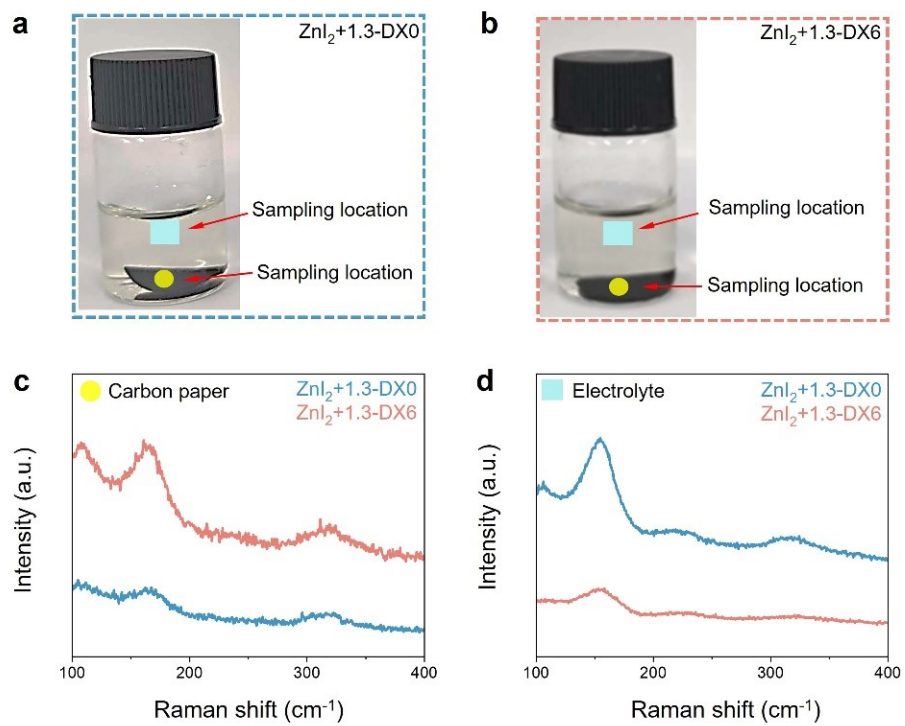 a
ZnI₂+1.3-DX0
Sampling location
Sampling location
b
ZnI₂+1.3-DX6
Sampling location
Sampling location
c
Carbon paper
ZnI₂+1.3-DX0
ZnI₂+1.3-DX6
Intensity (a.u.)
100
200
300
400
Raman shift (cm⁻¹)
d
Electrolyte
ZnI₂+1.3-DX0
ZnI₂+1.3-DX6
Intensity (a.u.)
100
200
300
400
Raman shift (cm⁻¹)